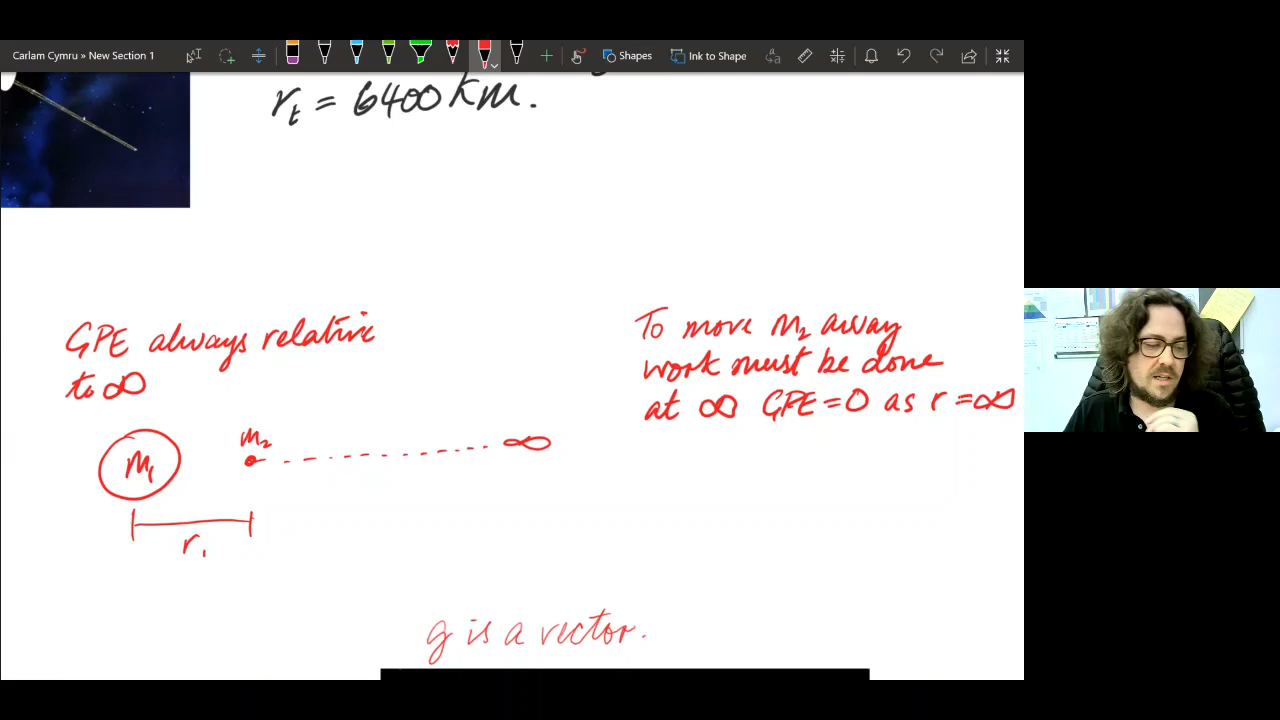 Carlam Cymru » New Section 1
Shapes
Ink to Shape
r_t = 6400 km.
GPE always relative
to ∞
To move m₂ away
work must be done
at ∞ GPE = 0 as r = ∞
M₁
m₂
∞
r₁
g is a vector.